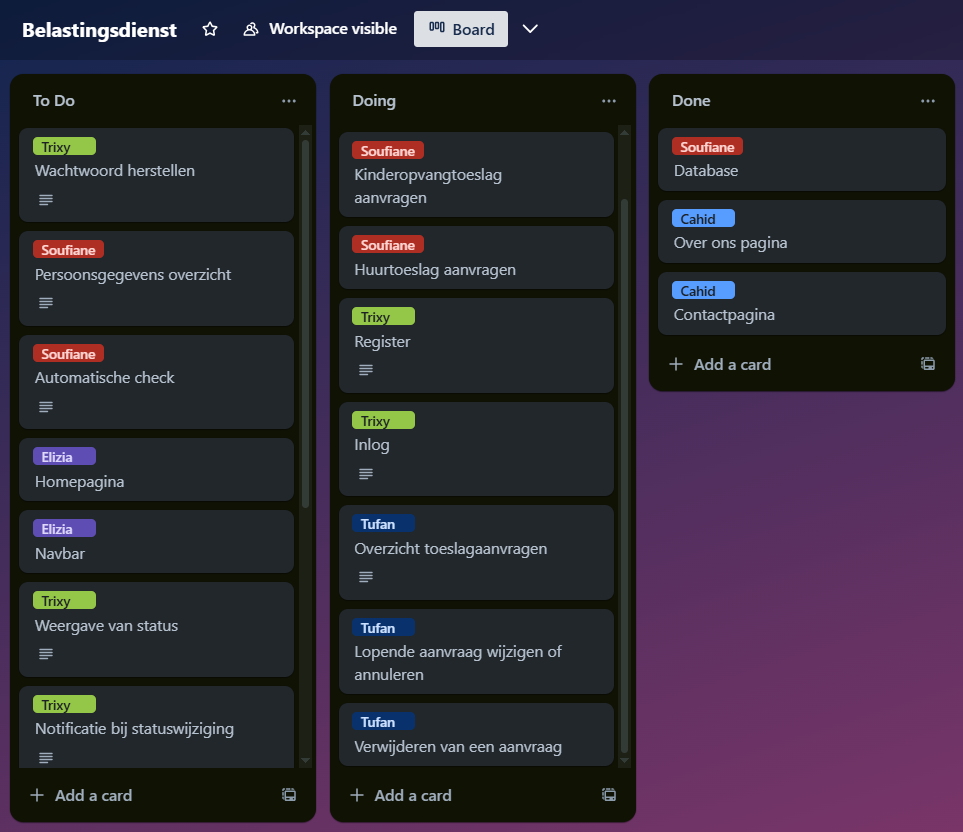 Belastingsdienst Workspace visible Board
To Do
Trixy
Wachtwoord herstellen
Soufiane
Persoonsgegevens overzicht
Soufiane
Automatische check
Elizia
Homepagina
Elizia
Navbar
Trixy
Weergave van status
Trixy
Notificatie bij statuswijziging
Add a card
Doing
Soufiane
Kinderopvangtoeslag
aanvragen
Soufiane
Huurtoeslag aanvragen
Trixy
Register
Trixy
Inlog
Tufan
Overzicht toeslagaanvragen
Tufan
Lopende aanvraag wijzigen of
annuleren
Tufan
Verwijderen van een aanvraag
Add a card
Done
Soufiane
Database
Cahid
Over ons pagina
Cahid
Contactpagina
Add a card